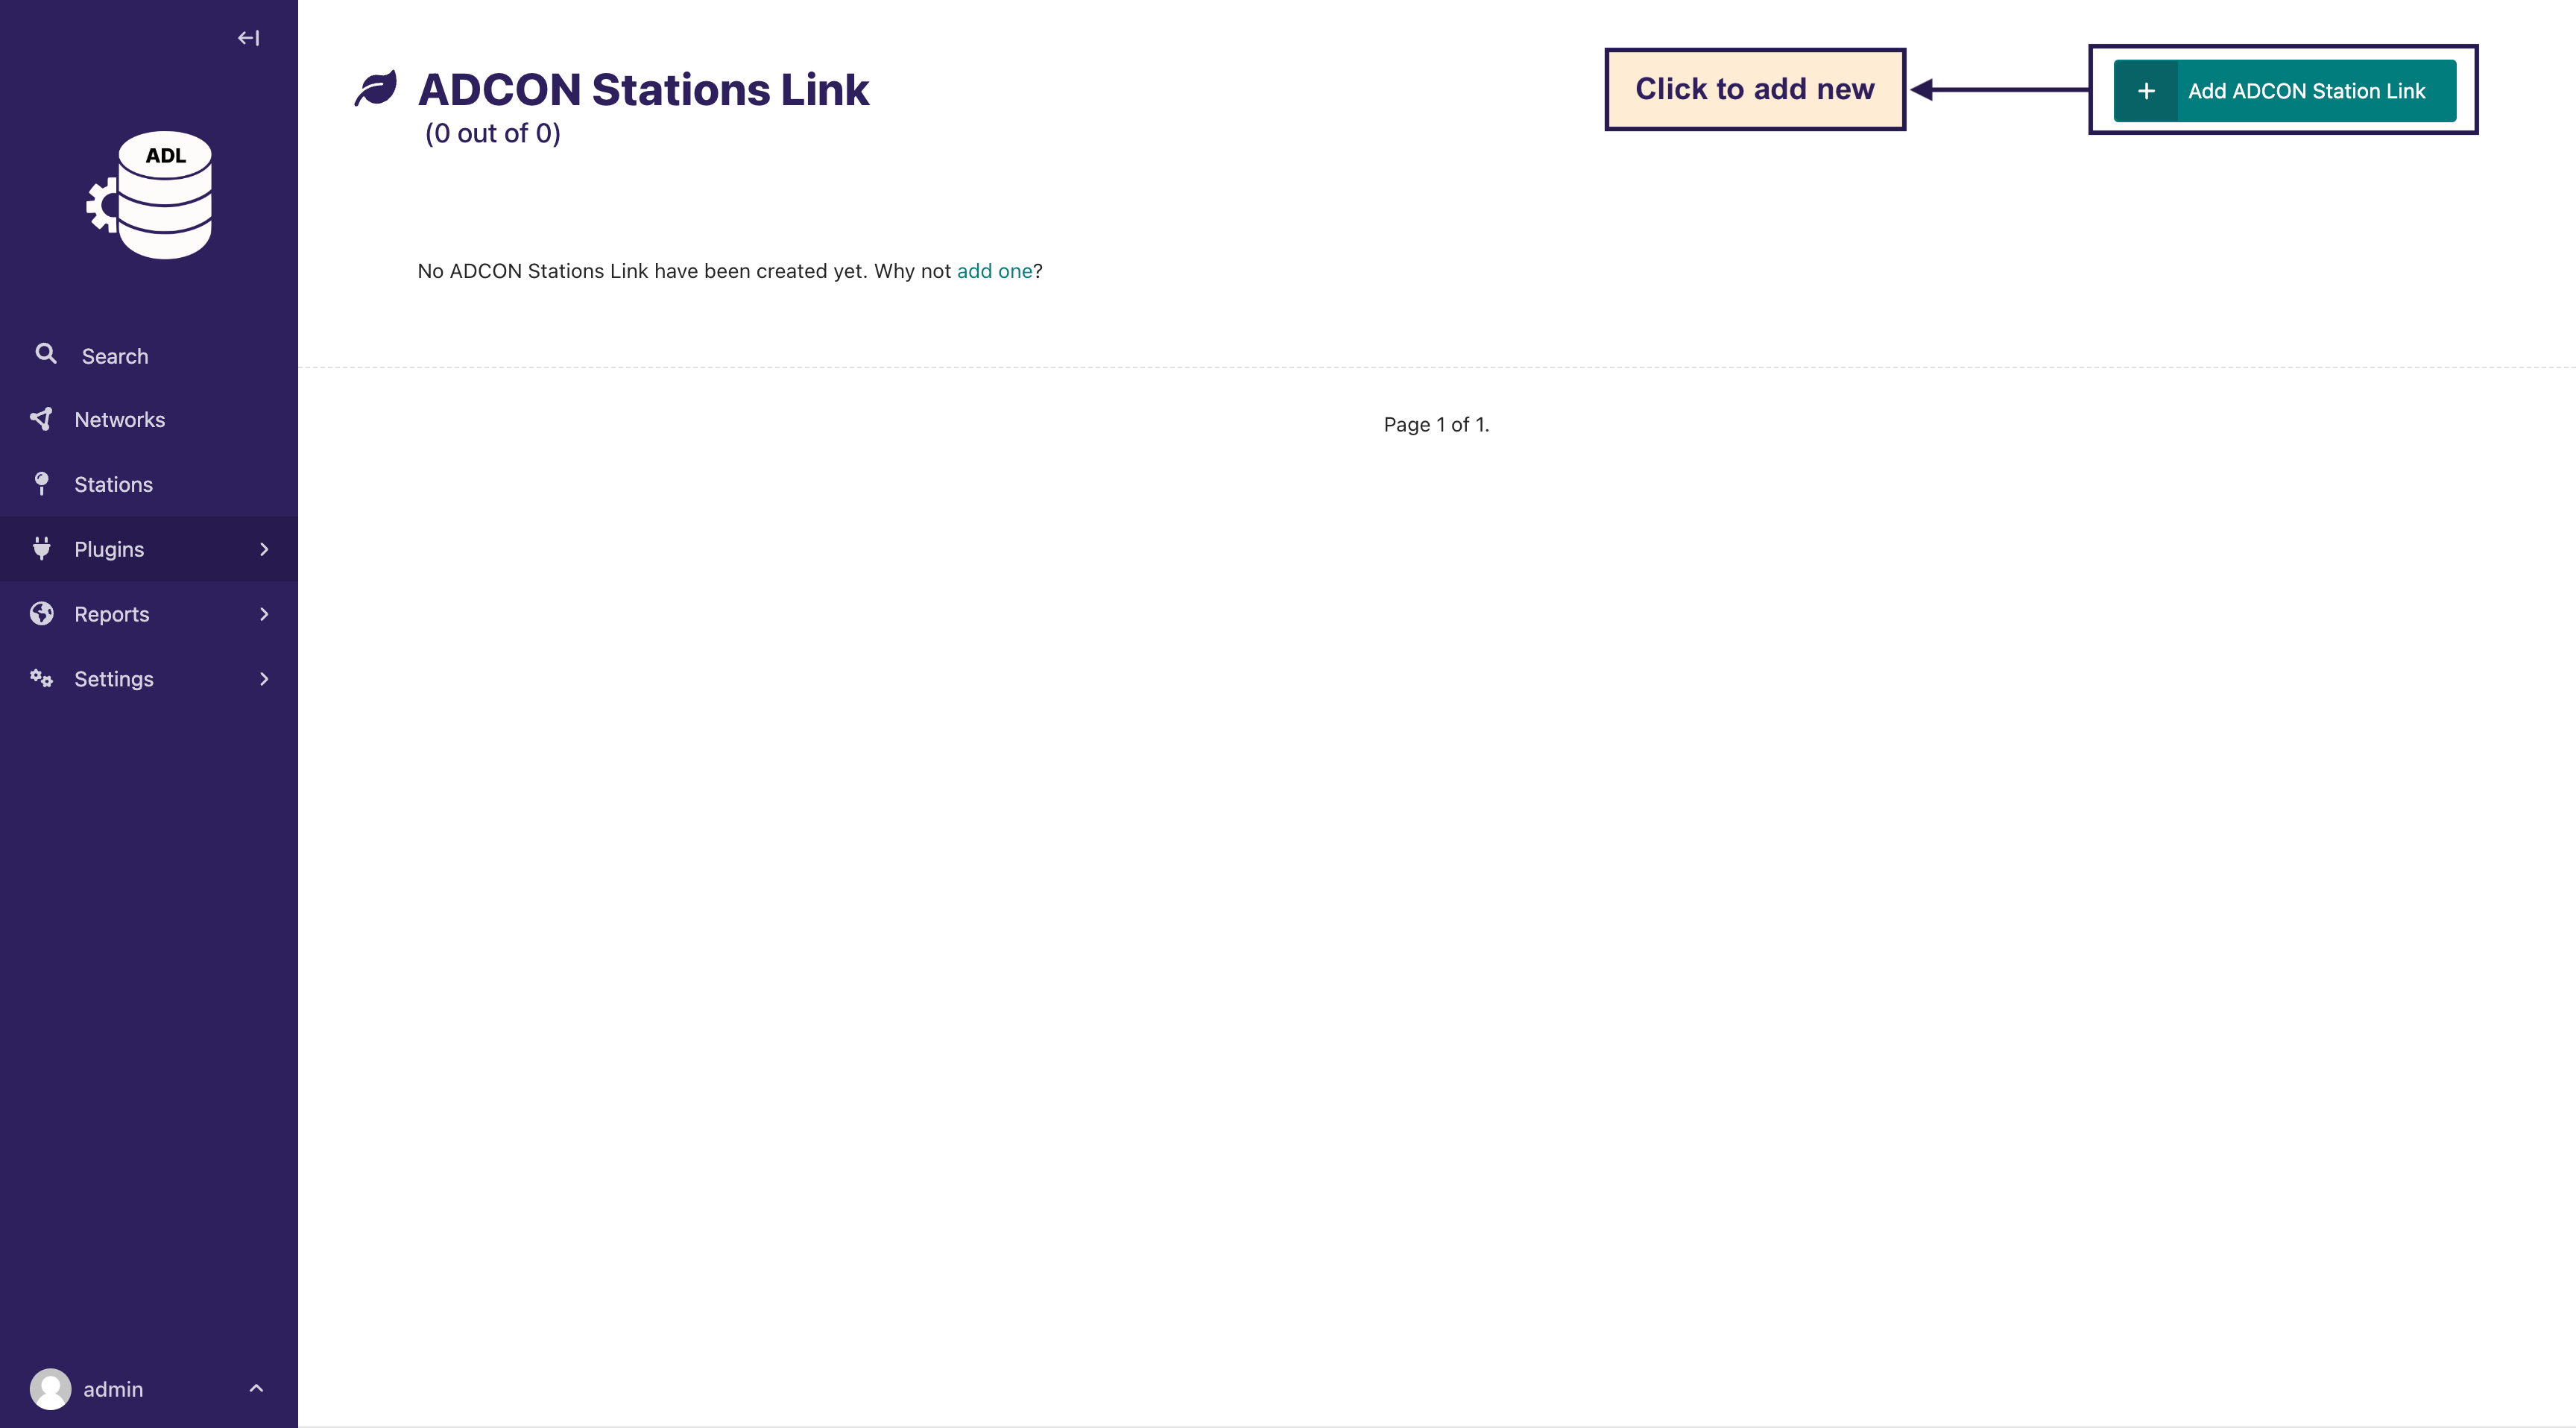 ADL
Search
Networks
Stations
Plugins
Reports
Settings
admin
ADCON Stations Link
(0 out of 0)
Click to add new
Add ADCON Station Link
No ADCON Stations Link have been created yet. Why not add one?
Page 1 of 1.